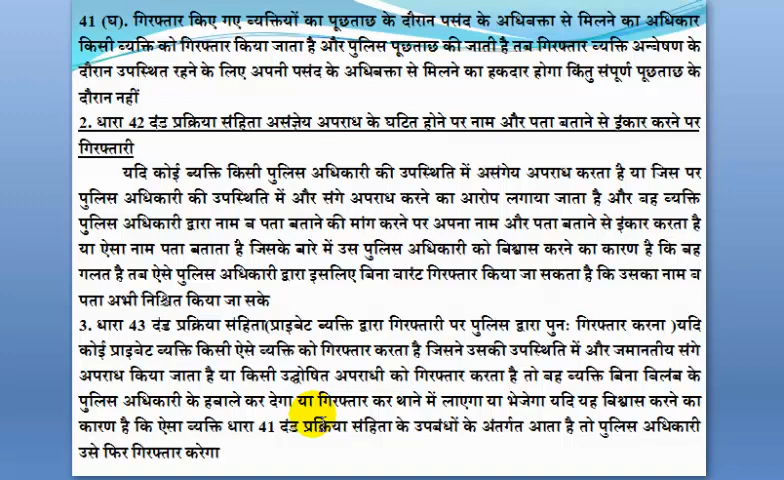 41 (घ). गिरफ्तार किए गए व्यक्तियों का पूछताछ के दौरान पसंद के अधिबक्ता से मिलने का अधिकार
किसी व्यक्ति को गिरफ्तार किया जाता है और पुलिस पूछताछ की जाती है तब गिरफ्तार व्यक्ति अन्वेषण के
दौरान उपस्थित रहने के लिए अपनी पसंद के अधिबक्ता से मिलने का हकदार होगा किंतु संपूर्ण पूछताछ के
दौरान नहीं
2. धारा 42 दंड प्रक्रिया संहिता असंज्ञेय अपराध के घटित होने पर नाम और पता बताने से इंकार करने पर
गिरफ्तारी
यदि कोई ब्यक्ति किसी पुलिस अधिकारी की उपस्थिति में असंगेय अपराध करता है या जिस पर
पुलिस अधिकारी की उपस्थिति में और संगे अपराध करने का आरोप लगाया जाता है और वह व्यक्ति
पुलिस अधिकारी द्वारा नाम ब पता बताने की मांग करने पर अपना नाम और पता बताने से इंकार करता है
या ऐसा नाम पता बताता है जिसके बारे में उस पुलिस अधिकारी को बिश्वास करने का कारण है कि बह
गलत है तब ऐसे पुलिस अधिकारी द्वारा इसलिए बिना बारंट गिरफ्तार किया जा सकता है कि उसका नाम ब
पता अभी निश्चित किया जा सके
3. धारा 43 दंड प्रक्रिया संहिता(प्राइबेट ब्यक्ति द्वारा गिरफ्तारी पर पुलिस द्वारा पुनः गिरफ्तार करना )यदि
कोई प्राइबेट ब्यक्ति किसी ऐसे ब्यक्ति को गिरफ्तार करता है जिसने उसकी उपस्थिति में और जमानतीय संगे
अपराध किया जाता है या किसी उद्घोषित अपराधी को गिरफ्तार करता है तो बह ब्यक्ति बिना बिलंब के
पुलिस अधिकारी के हबाले कर देगा या गिरफ्तार कर थाने में लाएगा या भेजेगा यदि यह बिश्वास करने का
कारण है कि ऐसा ब्यक्ति धारा 41 दंड प्रक्रिया संहिता के उपबंधों के अंतर्गत आता है तो पुलिस अधिकारी
उसे फिर गिरफ्तार करेगा